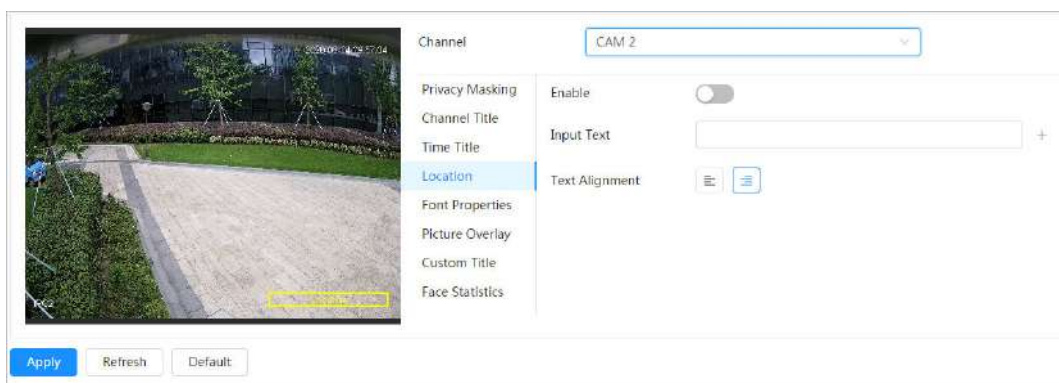 Channel
CAM 2
Privacy Masking
Channel Title
Time Title
Location
Font Properties
Picture Overlay
Custom Title
Face Statistics
Enable
Input Text
Text Alignment
Apply
Refresh
Default